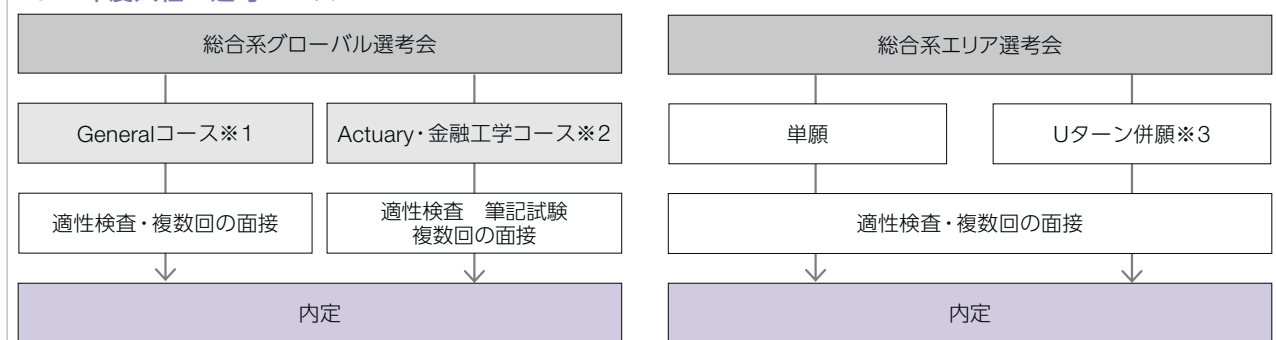 総合系グローバル選考会
Generalコース※1
Actuary・金融工学コース※2
適性検査・複数回の面接
適性検査　筆記試験
複数回の面接
内定
総合系エリア選考会
単願
Uターン併願※3
適性検査・複数回の面接
内定